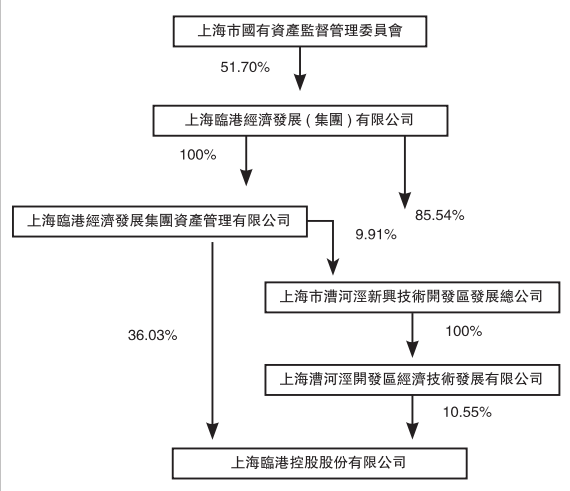 上海市國有資產監督管理委員會
51.70%
上海臨港經濟發展(集團)有限公司
100%
85.54%
上海臨港經濟發展集團資產管理有限公司
9.91%
上海市漕河涇新興技術開發區發展總公司
36.03%
100%
上海漕河涇開發區經濟技術發展有限公司
10.55%
上海臨港控股股份有限公司